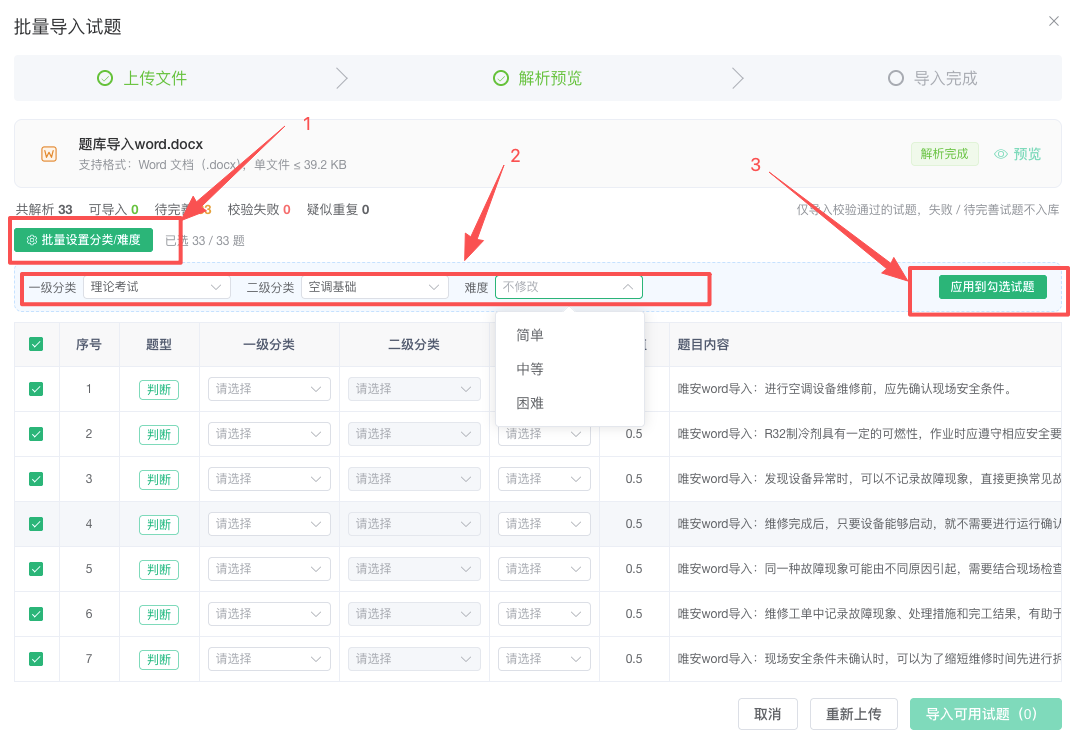 批量导入试题
上传文件 解析预览 导入完成
1
题库导入word.docx
支持格式：Word 文档（.docx），单文件 ≤ 39.2 KB
解析完成 预览
2
3
共解析 33 可导入 0 待完善 33 校验失败 0 疑似重复 0
仅导入校验通过的试题，失败 / 待完善试题不入库
批量设置分类/难度 已选 33 / 33 题
一级分类 理论考试 二级分类 空调基础 难度 不修改 应用到勾选试题
简单
中等
困难
序号 题型 一级分类 二级分类 题目内容
1 判断 请选择 请选择 唯安word导入：进行空调设备维修前，应先确认现场安全条件。
2 判断 请选择 请选择 请选择 0.5 唯安word导入：R32制冷剂具有一定的可燃性，作业时应遵守相应安全要
3 判断 请选择 请选择 请选择 0.5 唯安word导入：发现设备异常时，可以不记录故障现象，直接更换常见故
4 判断 请选择 请选择 请选择 0.5 唯安word导入：维修完成后，只要设备能够启动，就不需要进行运行确认
5 判断 请选择 请选择 请选择 0.5 唯安word导入：同一种故障现象可能由不同原因引起，需要结合现场检查
6 判断 请选择 请选择 请选择 0.5 唯安word导入：维修工单中记录故障现象、处理措施和完工结果，有助于
7 判断 请选择 请选择 请选择 0.5 唯安word导入：现场安全条件未确认时，可以为了缩短维修时间先进行拆
取消 重新上传 导入可用试题（0）